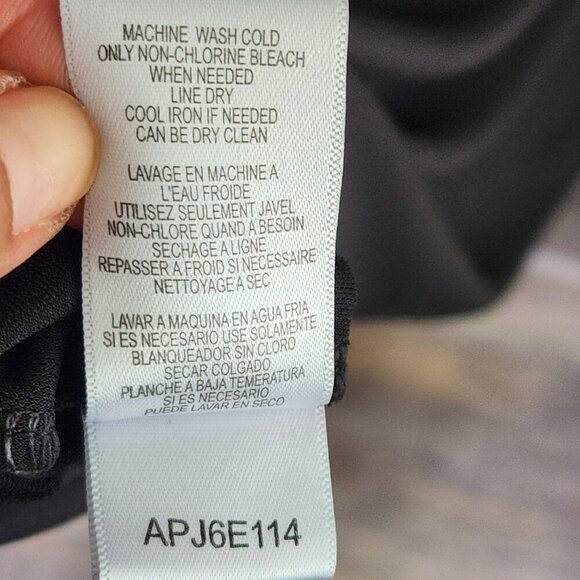 MACHINE WASH COLD
ONLY NON-CHLORINE BLEACH
WHEN NEEDED
LINE DRY
COOL IRON IF NEEDED
CAN BE DRY CLEAN
LAVAGE EN MACHINE A
L'EAU FROIDE
UTILISEZ SEULEMENT JAVEL
NON-CHLORE QUAND A BESOIN
SECHAGE A LIGNE
REPASSER A FROID SI NECESSAIRE
NETTOYAGE A SEC
LAVAR A MAQUINA EN AGUA FRIA
SI ES NECESARIO USE SOLAMENTE
BLANQUEADOR SIN CLORO
SECAR COLGADO
PLANCHE A BAJA TEMERATURA
SI ES NECESARIO
PUEDE LAVAR EN SECO
APJ6E114